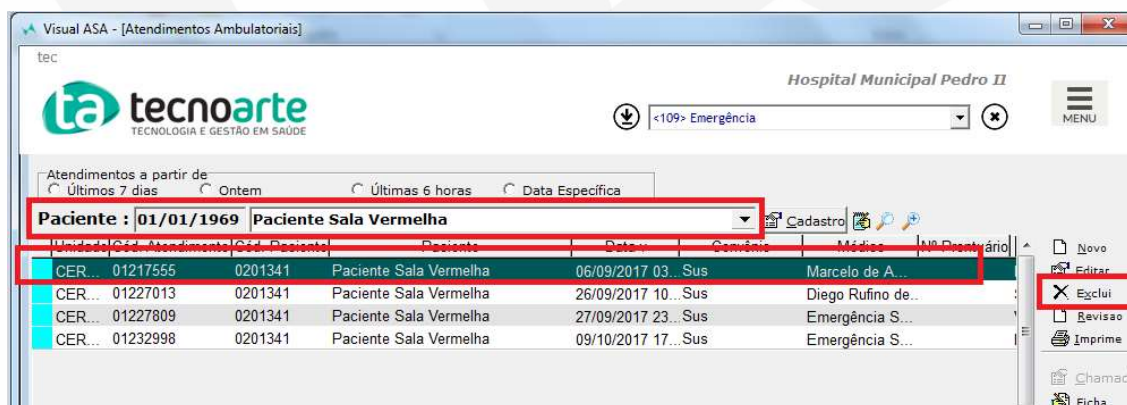 Visual ASA - [Atendimentos Ambulatoriais]
tec
Hospital Municipal Pedro II
ta tecnoarte
TECNOLOGIA E GESTÃO EM SAÚDE
<109> Emergência
MENU
Atendimentos a partir de
Últimos 7 dias Ontem Últimas 6 horas Data Específica
Paciente : 01/01/1969 Paciente Sala Vermelha Cadastro
Unidade Cód. Atendimento Cód. Paciente Paciente Data Convênio Médico Nº Prontuário
CER... 01217555 0201341 Paciente Sala Vermelha 06/09/2017 03... Sus Marcelo de A...
CER... 01227013 0201341 Paciente Sala Vermelha 26/09/2017 10... Sus Diego Rufino de..
CER... 01227809 0201341 Paciente Sala Vermelha 27/09/2017 23... Sus Emergência S...
CER... 01232998 0201341 Paciente Sala Vermelha 09/10/2017 17... Sus Emergência S...
Novo
Editar
Exclui
Revisao
Imprime
Chamad
Ficha